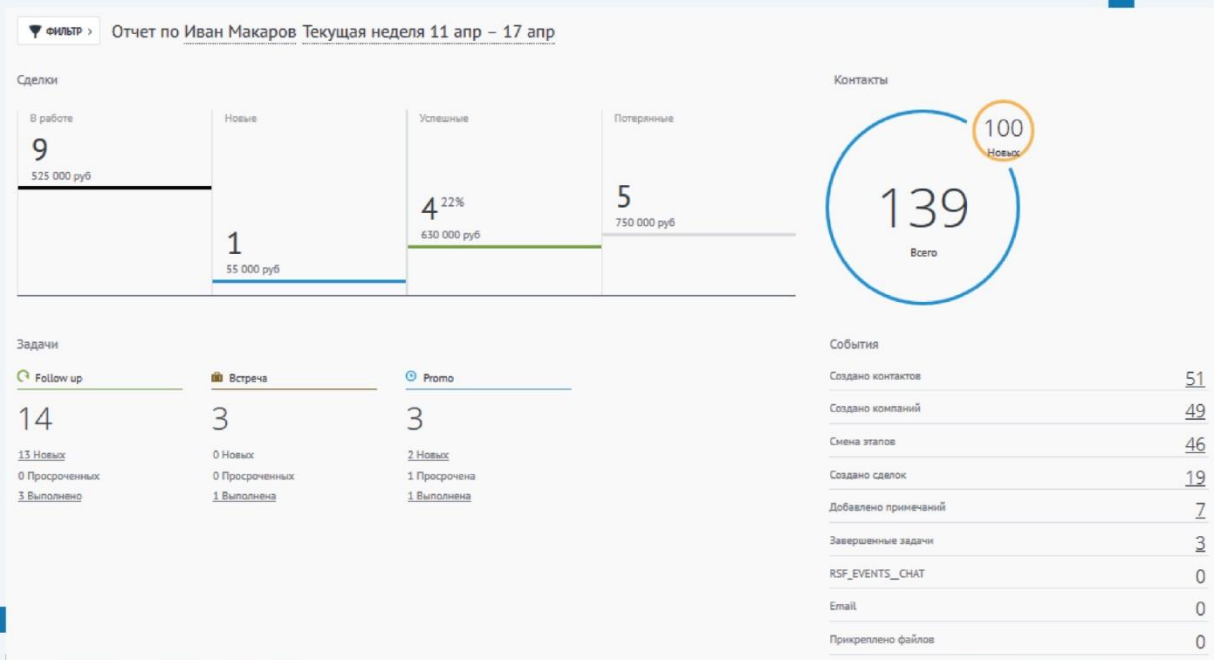 ФИЛЬТР > Отчет по Иван Макаров Текущая неделя 11 апр – 17 апр
Сделки
В работе
9
525 000 руб
Новые
1
55 000 руб
Успешные
4 22%
630 000 руб
Потерянные
5
750 000 руб
Контакты
100
Новых
139
Всего
Задачи
Follow up
14
13 Новых
0 Просроченных
3 Выполнено
Встреча
3
0 Новых
0 Просроченных
1 Выполнена
Promo
3
2 Новых
1 Просрочена
1 Выполнена
События
Создано контактов 51
Создано компаний 49
Смена этапов 46
Создано сделок 19
Добавлено примечаний 7
Завершенные задачи 3
RSF_EVENTS__CHAT 0
Email 0
Прикреплено файлов 0